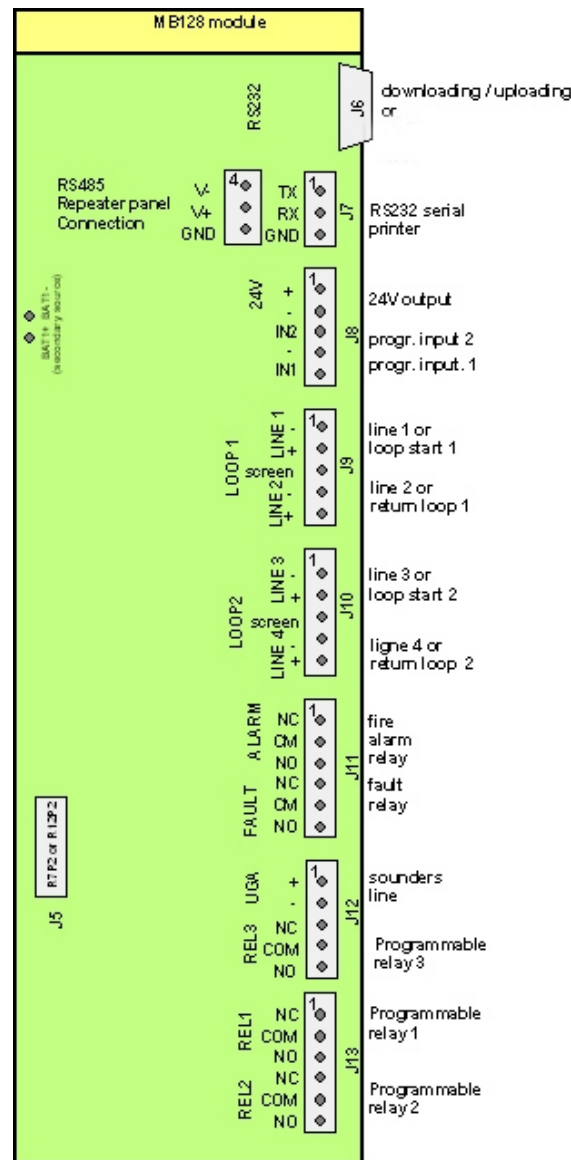 MB128 module
RS232
J6
downloading / uploading
or
RS485
Repeater panel
Connection
V-
V+
GND
4
TX
RX
GND
1
J7
RS232 serial
printer
BAT1+ BAT1-
(secondary source)
24V
+
-
IN2
-
IN1
1
J8
24V output
progr. input 2
progr. input. 1
LOOP1
LINE 1
-
+
screen
LINE 2
-
+
1
J9
line 1 or
loop start 1
line 2 or
return loop 1
LOOP2
LINE 3
-
+
screen
LINE 4
-
+
1
J10
line 3 or
loop start 2
ligne 4 or
return loop 2
ALARM
NC
CM
NO
FAULT
NC
CM
NO
1
J11
fire
alarm
relay
fault
relay
R7P2 or R12P2
J5
UGA
+
-
REL3
NC
COM
NO
1
J12
sounders
line
Programmable
relay 3
REL1
NC
COM
NO
REL2
NC
COM
NO
1
J13
Programmable
relay 1
Programmable
relay 2